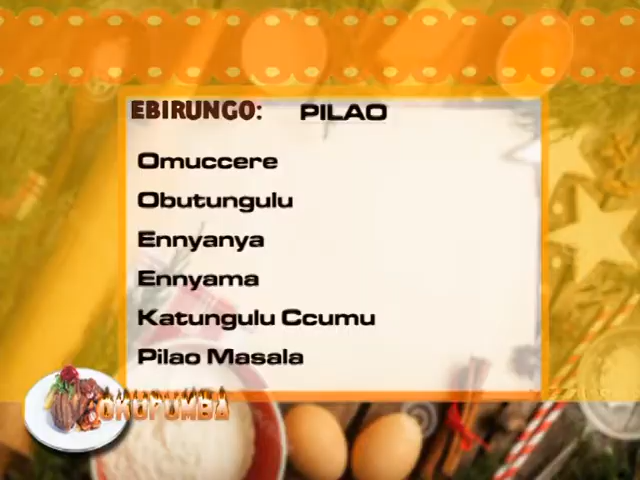 EBIRUNGO: PILAO
Omuccere
Obutungulu
Ennyanya
Ennyama
Katungulu Ccumu
Pilao Masala
OKUFUMBA